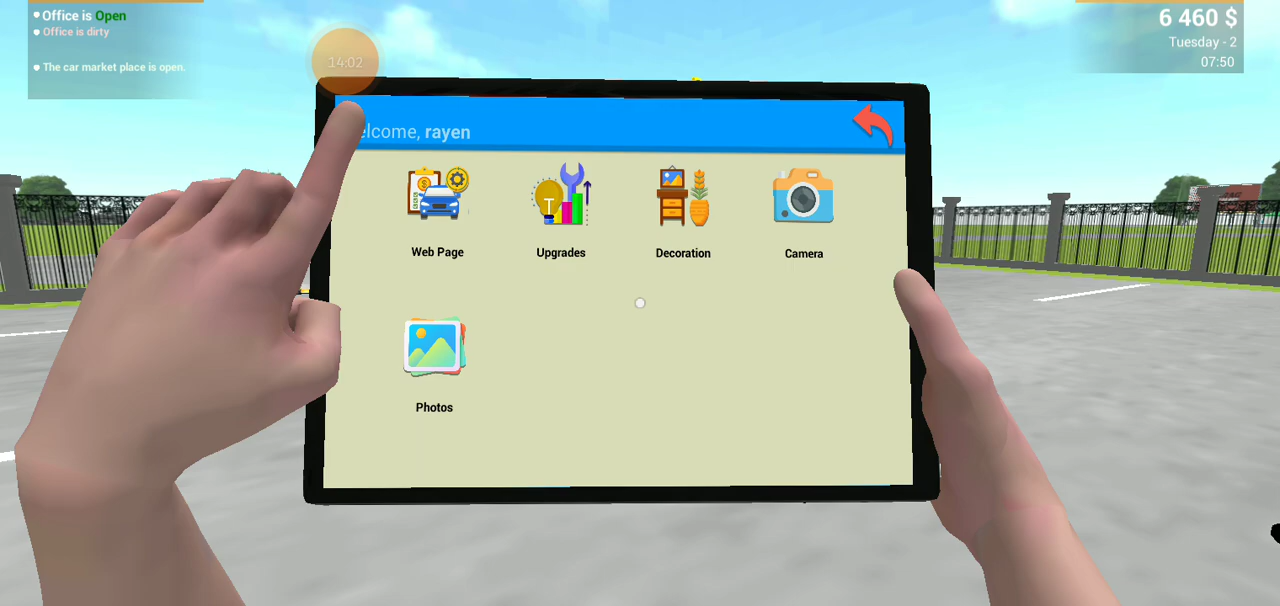 Office is Open
Office is dirty
The car market place is open.
14:02
6 460 $
Tuesday - 2
07:50
elcome, rayen
Web Page
Upgrades
Decoration
Camera
Photos